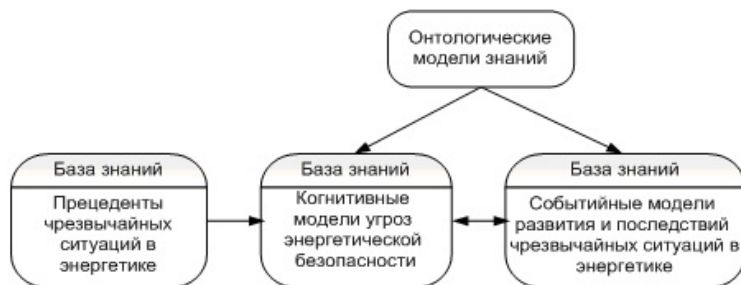 Онтологические
модели знаний
База знаний
Прецеденты
чрезвычайных
ситуаций в
энергетике
База знаний
Когнитивные
модели угроз
энергетической
безопасности
База знаний
Событийные модели
развития и последствий
чрезвычайных ситуаций в
энергетике